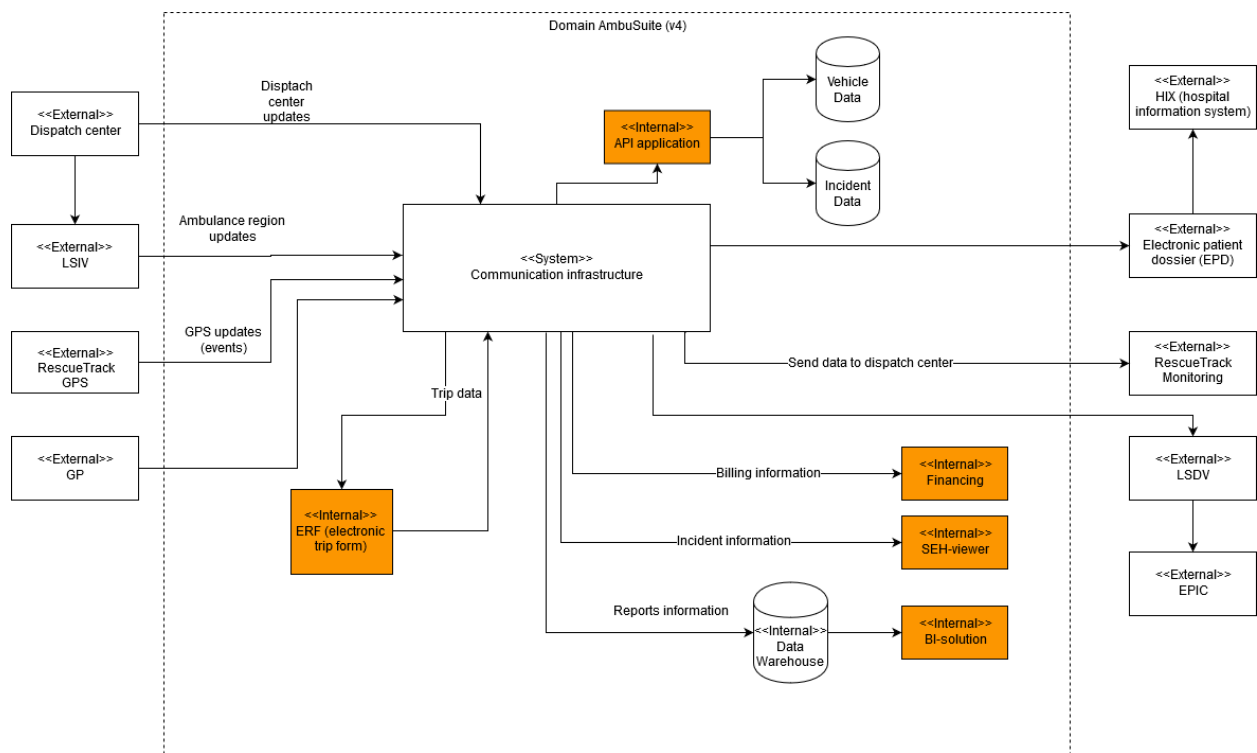 Domain AmbuSuite (v4)
Disptach
center
updates
<<External>>
Dispatch center
<<Internal>>
API application
Vehicle
Data
<<External>>
HIX (hospital
information system)
Incident
Data
<<External>>
LSIV
Ambulance region
updates
<<System>>
Communication infrastructure
<<External>>
Electronic patient
dossier (EPD)
<<External>>
RescueTrack
GPS
GPS updates
(events)
Send data to dispatch center
<<External>>
RescueTrack
Monitoring
Trip data
<<External>>
GP
Billing information
<<Internal>>
Financing
<<External>>
LSDV
<<Internal>>
ERF (electronic
trip form)
Incident information
<<Internal>>
SEH-viewer
<<External>>
EPIC
Reports information
<<Internal>>
Data
Warehouse
<<Internal>>
BI-solution